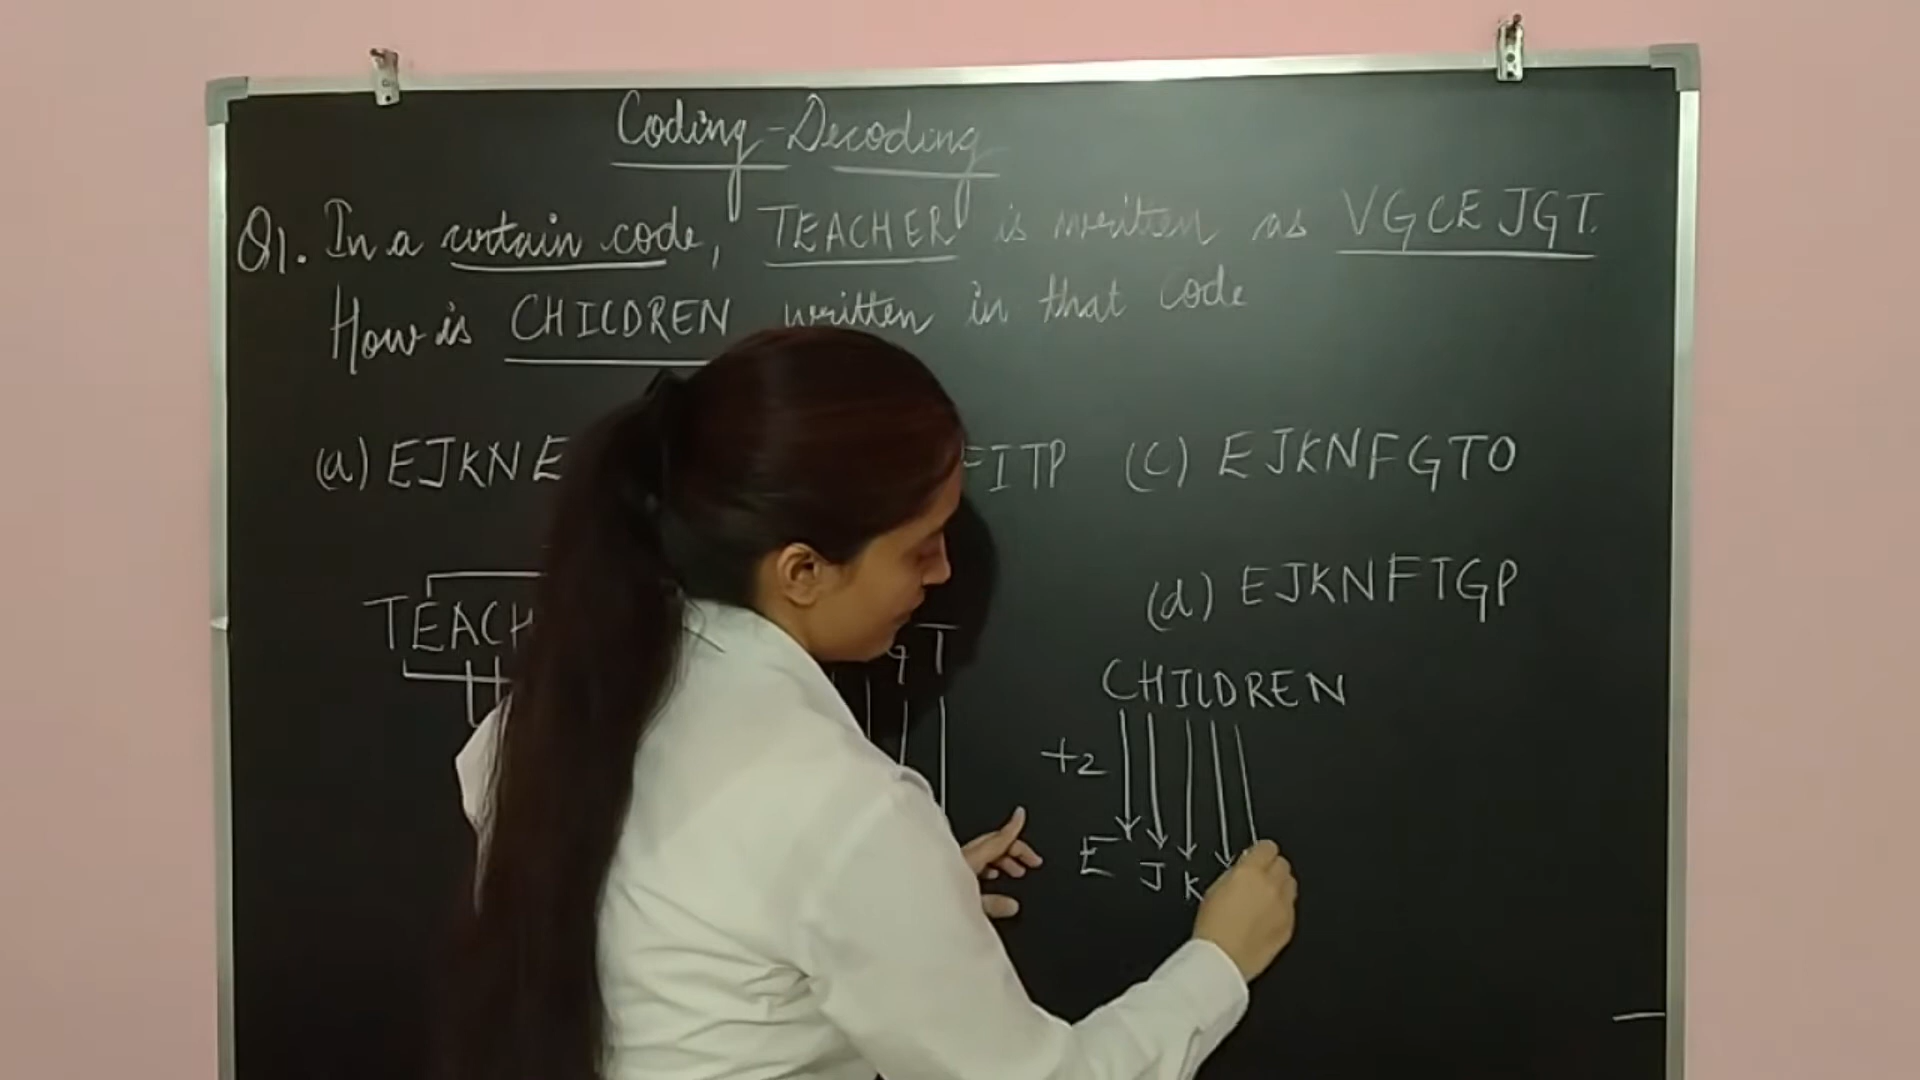 Coding-Decoding
Q1. In a certain code, TEACHER is written as VGCEJGT.
How is CHILDREN written in that code
(a) EJKNE FITP (c) EJKNFGTO
(d) EJKNFTGP
TEACH G T
CHILDREN
+2
E J K